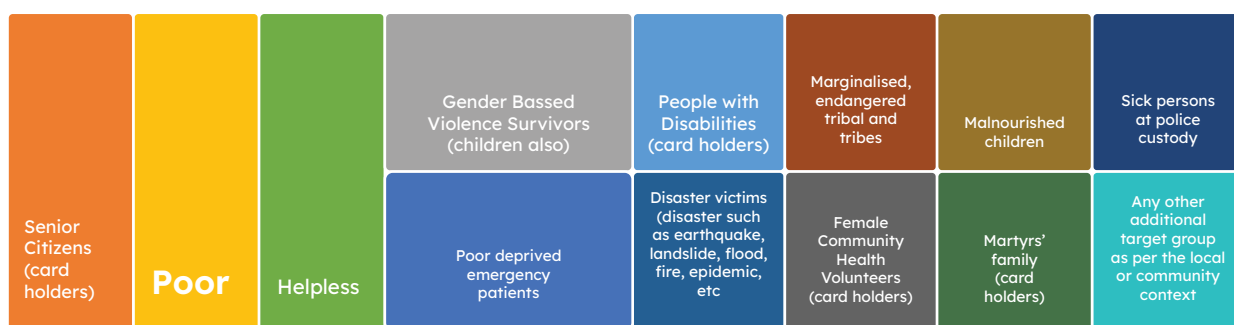 Senior
Citizens
(card
holders)
Poor
Helpless
Gender Bassed
Violence Survivors
(children also)
People with
Disabilities
(card holders)
Marginalised,
endangered
tribal and
tribes
Malnourished
children
Sick persons
at police
custody
Poor deprived
emergency
patients
Disaster victims
(disaster such
as earthquake,
landslide, flood,
fire, epidemic,
etc
Female
Community
Health
Volunteers
(card holders)
Martyrs’
family
(card
holders)
Any other
additional
target group
as per the local
or community
context